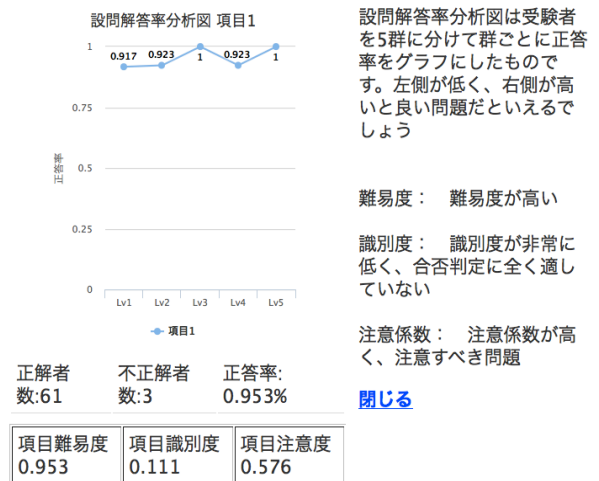 設問解答率分析図 項目1
1
0.75
0.5
0.25
0
正答率
0.917
0.923
1
0.923
1
Lv1
Lv2
Lv3
Lv4
Lv5
項目1
正解者
数:61
不正解者
数:3
正答率:
0.953%
項目難易度
0.953
項目識別度
0.111
項目注意度
0.576
設問解答率分析図は受験者
を5群に分けて群ごとに正答
率をグラフにしたもので
す。左側が低く、右側が高
いと良い問題だといえるで
しょう
難易度： 難易度が高い
識別度： 識別度が非常に
低く、合否判定に全く適し
ていない
注意係数： 注意係数が高
く、注意すべき問題
閉じる